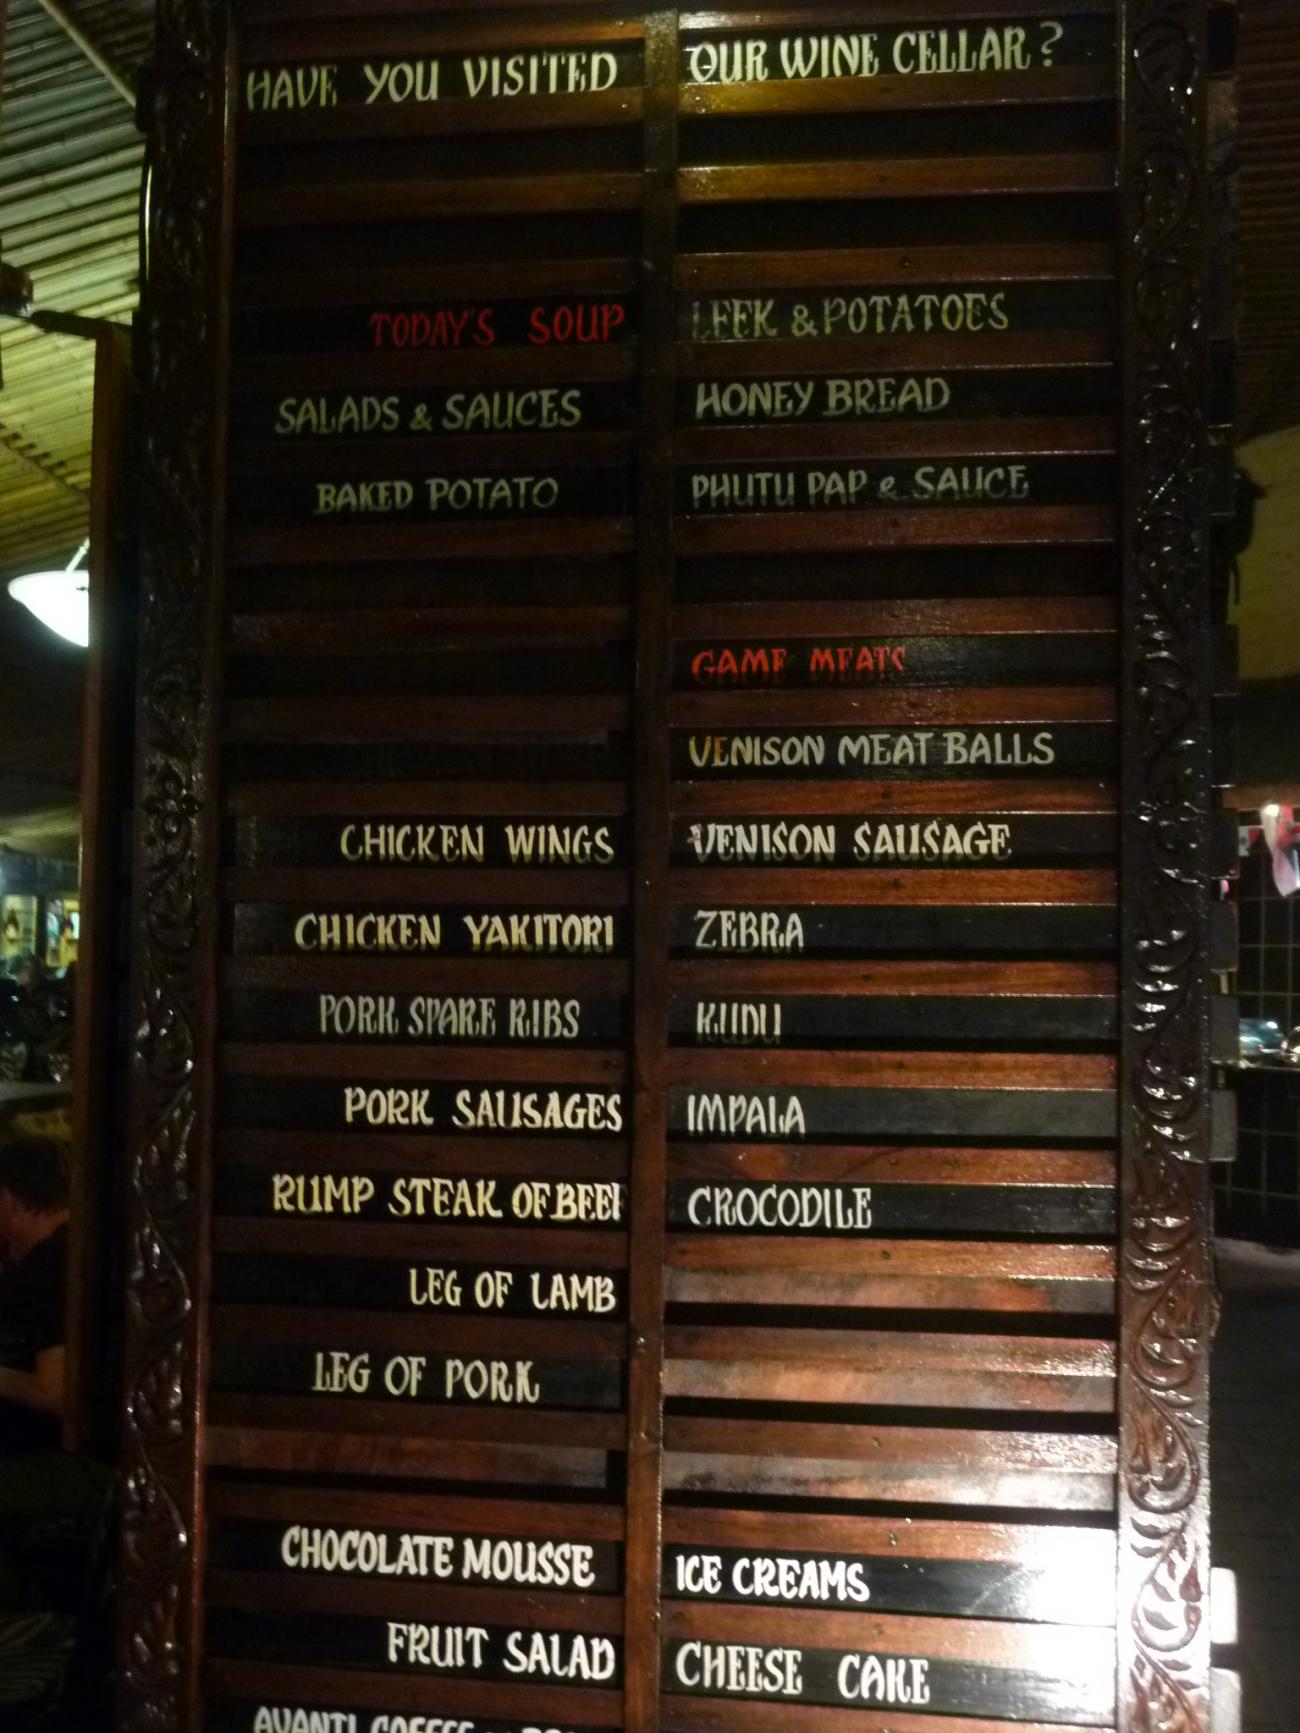 HAVE YOU VISITED OUR WINE CELLAR?
TODAY'S SOUP LEEK & POTATOES
SALADS & SAUCES HONEY BREAD
BAKED POTATO PHUTU PAP & SAUCE
GAME MEATS
VENISON MEAT BALLS
CHICKEN WINGS VENISON SAUSAGE
CHICKEN YAKITORI ZEBRA
PORK SPARE RIBS KUDU
PORK SAUSAGES IMPALA
RUMP STEAK OF BEEF CROCODILE
LEG OF LAMB
LEG OF PORK
CHOCOLATE MOUSSE ICE CREAMS
FRUIT SALAD CHEESE CAKE
AVANTI COFFEE